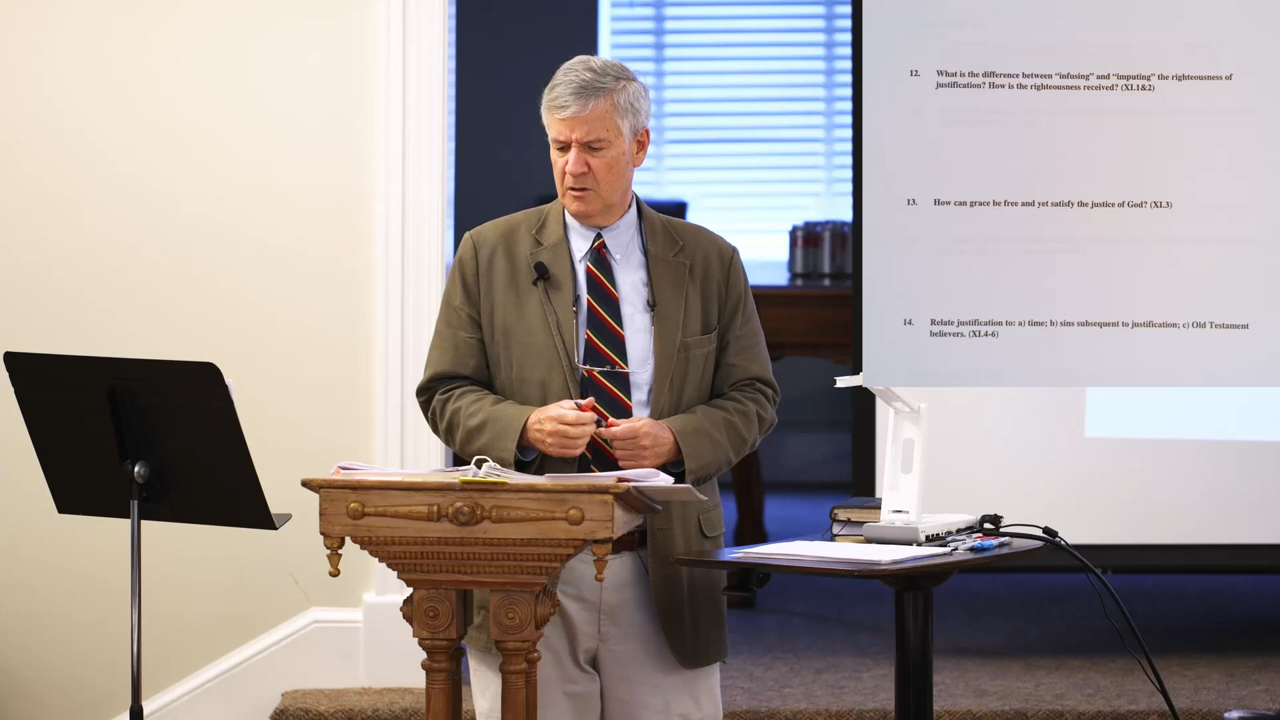 12. What is the difference between “infusing” and “imputing” the righteousness of
justification? How is the righteousness received? (XI.1&2)
13. How can grace be free and yet satisfy the justice of God? (XI.3)
14. Relate justification to: a) time; b) sins subsequent to justification; c) Old Testament
believers. (XI.4-6)